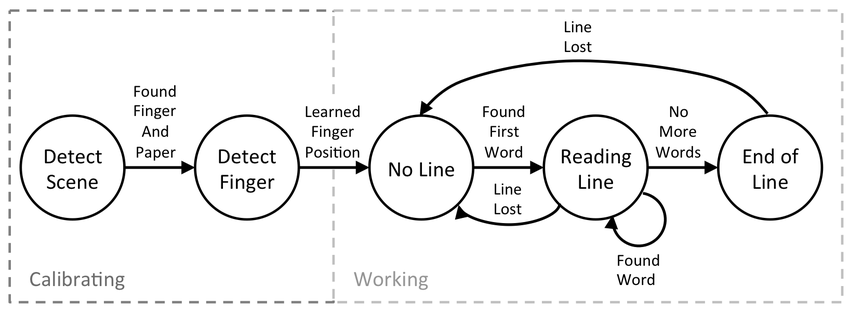 Line
Lost
Found
Finger
And
Paper
Learned
Finger
Position
Found
First
Word
No
More
Words
Detect
Scene
Detect
Finger
No Line
Reading
Line
End of
Line
Line
Lost
Found
Word
Calibrating
Working